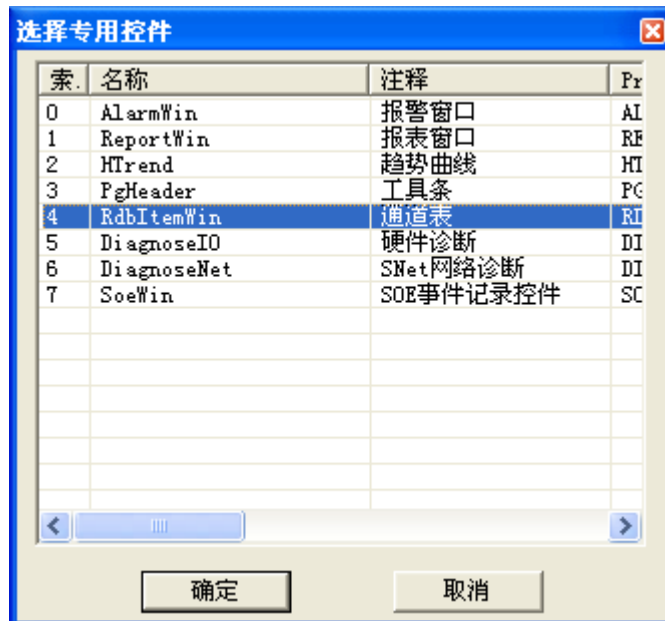 选择专用控件
索. 名称 注释 Pr
0 AlarmWin 报警窗口 AL
1 ReportWin 报表窗口 RE
2 HTrend 趋势曲线 HT
3 PgHeader 工具条 PG
4 RdbItemWin 通道表 RD
5 DiagnoseIO 硬件诊断 DI
6 DiagnoseNet SNet网络诊断 DI
7 SoeWin SOE事件记录控件 SO
确定 取消